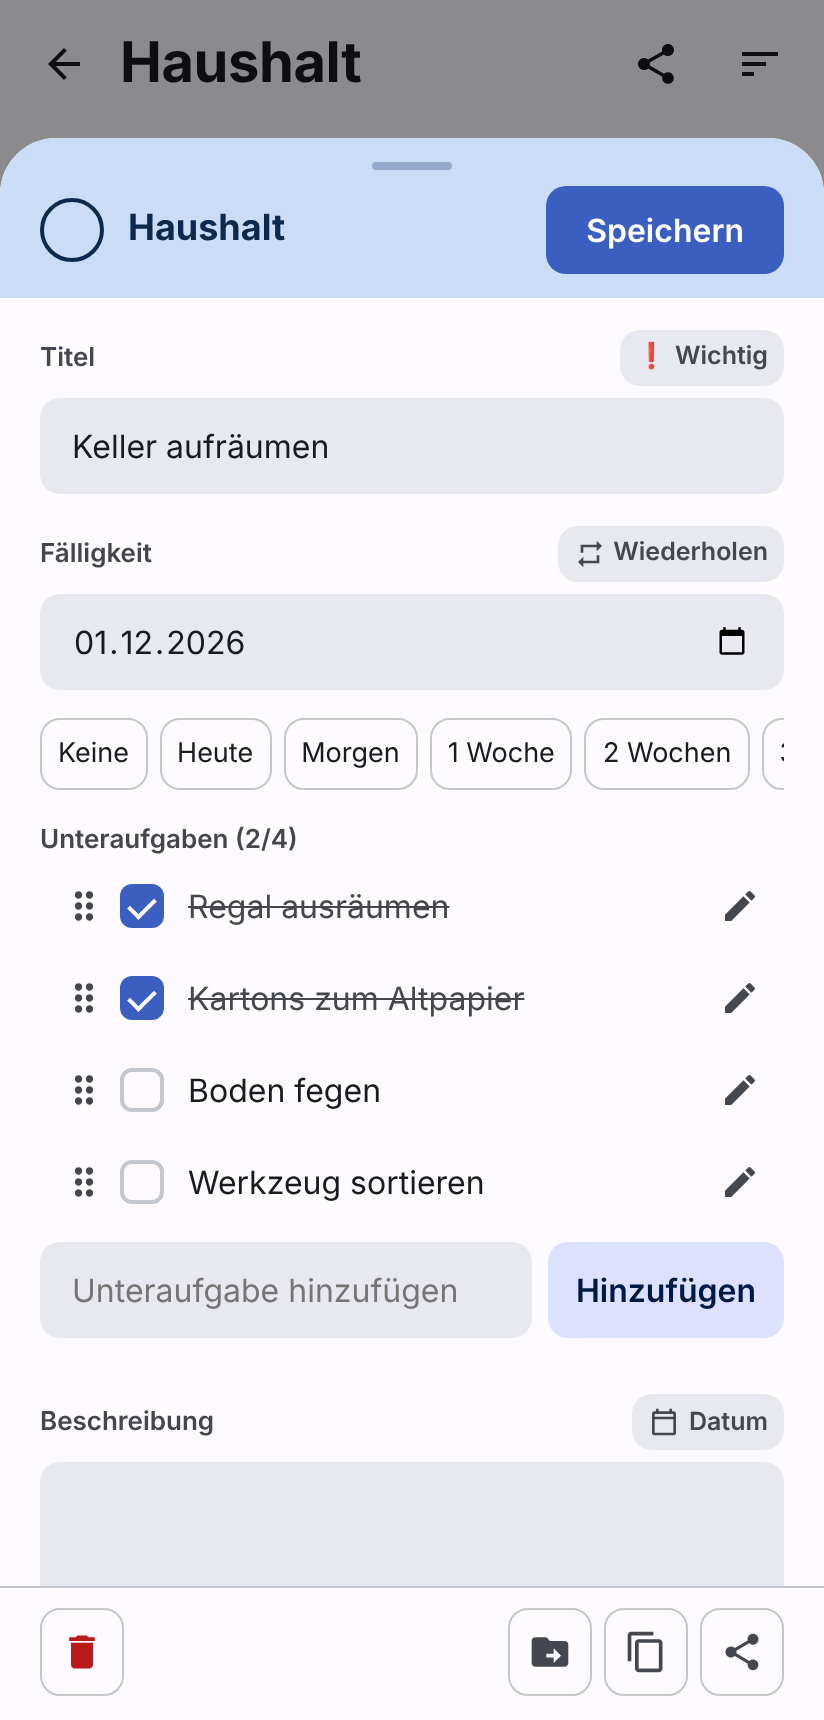 Haushalt
Haushalt
Speichern
Titel
❗ Wichtig
Keller aufräumen
Fälligkeit
Wiederholen
01.12.2026
Keine
Heute
Morgen
1 Woche
2 Wochen
Unteraufgaben (2/4)
Regal ausräumen
Kartons zum Altpapier
Boden fegen
Werkzeug sortieren
Unteraufgabe hinzufügen
Hinzufügen
Beschreibung
Datum